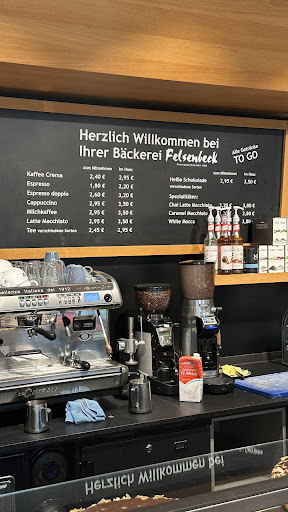 Herzlich Willkommen bei
Ihrer Bäckerei Felsenbeck
Alle Getränke
TO GO
zum Mitnehmen im Haus
Kaffee Crema 2,40 € 2,95 €
Espresso 1,80 € 2,20 €
Espresso doppio 2,60 € 3,20 €
Cappuccino 2,95 € 3,50 €
Milchkaffee 2,95 € 3,50 €
Latte Macchiato 2,95 € 3,50 €
Tee verschiedene Sorten 2,45 € 2,95 €
zum Mitnehmen im Haus
Heiße Schokolade 2,95 € 3,50 €
verschiedene Sorten
Spezialitäten:
Chai Latte Macchiato
Caramel Macchiato
White Mocca
italiana dal 1912
Herzlich Willkommen bei